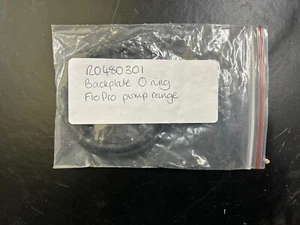 R0480301
Backplate O ring
FloPro pump range